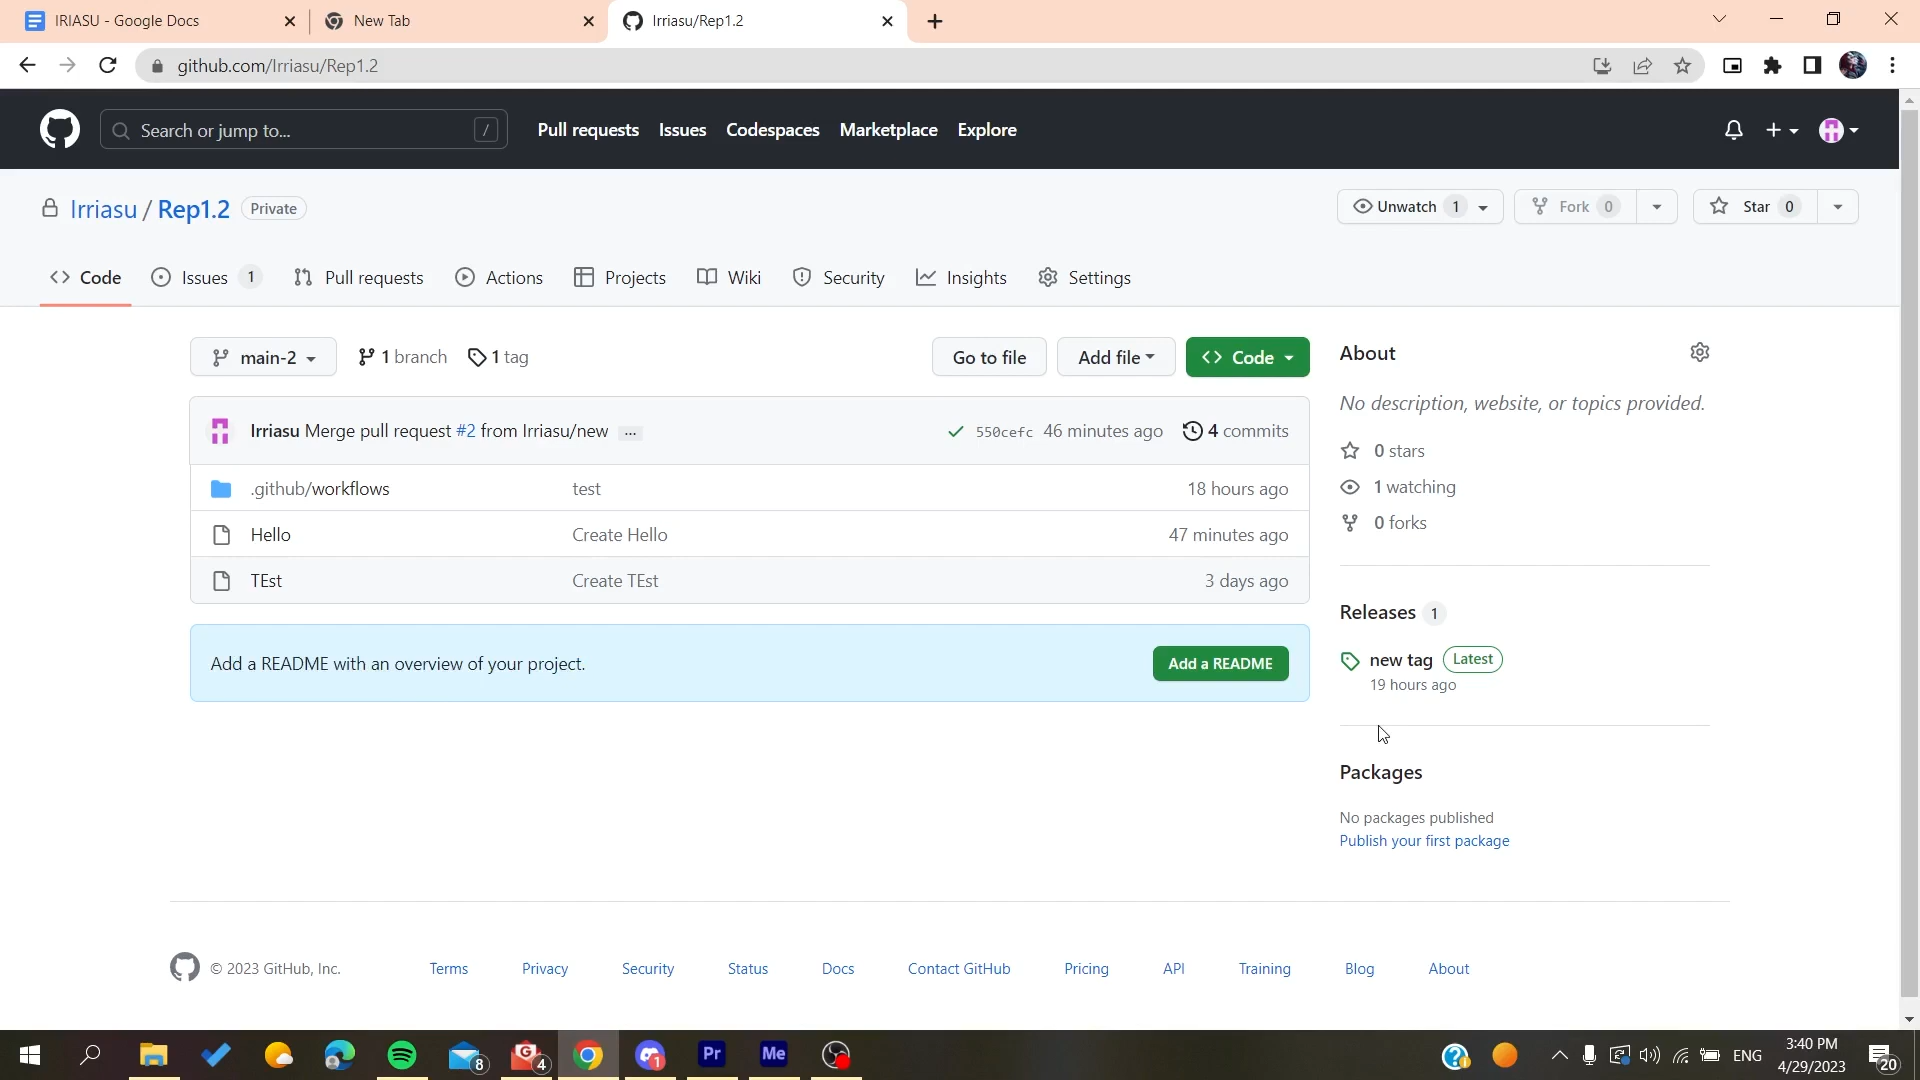 IRIASU - Google Docs
New Tab
Irriasu/Rep1.2
github.com/Irriasu/Rep1.2
Search or jump to... /
Pull requests Issues Codespaces Marketplace Explore
Irriasu / Rep1.2 Private
Unwatch 1 Fork 0 Star 0
Code Issues 1 Pull requests Actions Projects Wiki Security Insights Settings
main-2 1 branch 1 tag Go to file Add file Code
Irriasu Merge pull request #2 from Irriasu/new ... 550cefc 46 minutes ago 4 commits
.github/workflows test 18 hours ago
Hello Create Hello 47 minutes ago
TEst Create TEst 3 days ago
Add a README with an overview of your project. Add a README
About
No description, website, or topics provided.
0 stars
1 watching
0 forks
Releases 1
new tag Latest
19 hours ago
Packages
No packages published
Publish your first package
© 2023 GitHub, Inc. Terms Privacy Security Status Docs Contact GitHub Pricing API Training Blog About
8 G 4 1 Pr Me
ENG
3:40 PM
4/29/2023
20